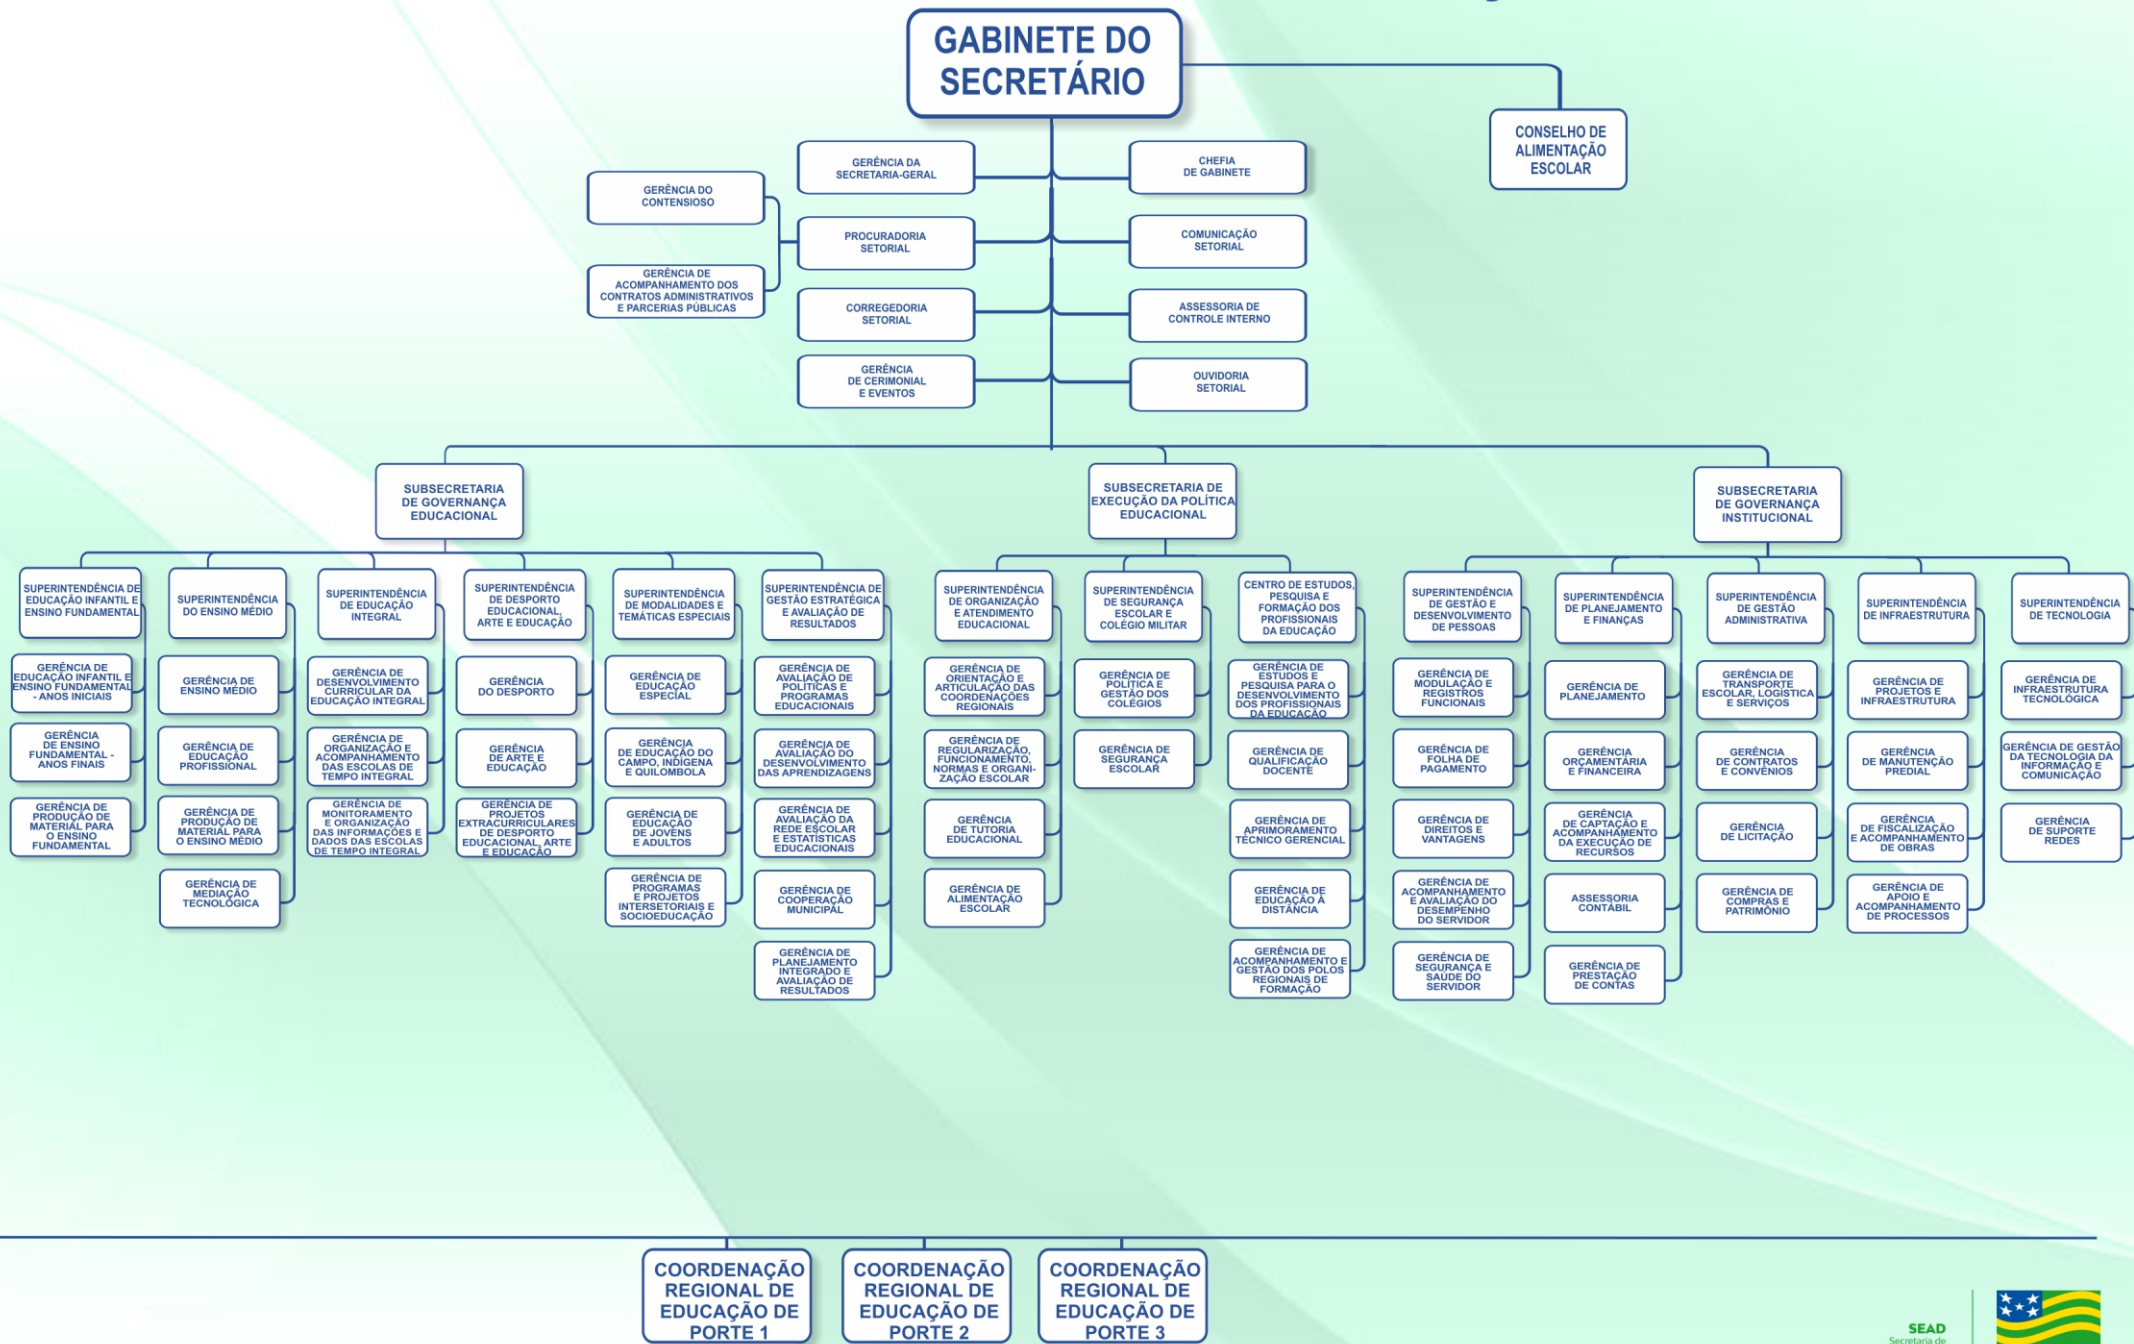 GABINETE DO
SECRETÁRIO
CONSELHO DE
ALIMENTAÇÃO
ESCOLAR
GERÊNCIA DA
SECRETARIA-GERAL
CHEFIA
DE GABINETE
GERÊNCIA DO
CONTENSIOSO
PROCURADORIA
SETORIAL
COMUNICAÇÃO
SETORIAL
GERÊNCIA DE
ACOMPANHAMENTO DOS
CONTRATOS ADMINISTRATIVOS
E PARCERIAS PÚBLICAS
CORREGEDORIA
SETORIAL
ASSESSORIA DE
CONTROLE INTERNO
GERÊNCIA
DE CERIMONIAL
E EVENTOS
OUVIDORIA
SETORIAL
SUBSECRETARIA
DE GOVERNANÇA
EDUCACIONAL
SUBSECRETARIA DE
EXECUÇÃO DA POLÍTICA
EDUCACIONAL
SUBSECRETARIA
DE GOVERNANÇA
INSTITUCIONAL
SUPERINTENDÊNCIA DE
EDUCAÇÃO INFANTIL E
ENSINO FUNDAMENTAL
GERÊNCIA DE
EDUCAÇÃO INFANTIL E
ENSINO FUNDAMENTAL
- ANOS INICIAIS
GERÊNCIA
DE ENSINO
FUNDAMENTAL -
ANOS FINAIS
GERÊNCIA DE
PRODUÇÃO DE
MATERIAL PARA
O ENSINO
FUNDAMENTAL
SUPERINTENDÊNCIA
DO ENSINO MÉDIO
GERÊNCIA DE
ENSINO MÉDIO
GERÊNCIA DE
EDUCAÇÃO
PROFISSIONAL
GERÊNCIA DE
PRODUÇÃO DE
MATERIAL PARA
O ENSINO MÉDIO
GERÊNCIA DE
MEDIAÇÃO
TECNOLÓGICA
SUPERINTENDÊNCIA
DE EDUCAÇÃO
INTEGRAL
GERÊNCIA DE
DESENVOLVIMENTO
CURRICULAR DA
EDUCAÇÃO INTEGRAL
GERÊNCIA DE
ORGANIZAÇÃO E
ACOMPANHAMENTO
DAS ESCOLAS DE
TEMPO INTEGRAL
GERÊNCIA DE
MONITORAMENTO
E ORGANIZAÇÃO
DAS INFORMAÇÕES E
DADOS DAS ESCOLAS
DE TEMPO INTEGRAL
SUPERINTENDÊNCIA
DE DESPORTO
EDUCACIONAL,
ARTE E EDUCAÇÃO
GERÊNCIA
DO DESPORTO
GERÊNCIA
DE ARTE E
EDUCAÇÃO
GERÊNCIA DE
PROJETOS
EXTRACURRICULARES
DE DESPORTO
EDUCACIONAL, ARTE
E EDUCAÇÃO
SUPERINTENDÊNCIA
DE MODALIDADES E
TEMÁTICAS ESPECIAIS
GERÊNCIA DE
EDUCAÇÃO
ESPECIAL
GERÊNCIA
DE EDUCAÇÃO DO
CAMPO, INDÍGENA
E QUILOMBOLA
GERÊNCIA DE
EDUCAÇÃO
DE JOVENS
E ADULTOS
GERÊNCIA DE
PROGRAMAS
E PROJETOS
INTERSETORIAIS E
SOCIOEDUCAÇÃO
SUPERINTENDÊNCIA DE
GESTÃO ESTRATÉGICA
E AVALIAÇÃO DE
RESULTADOS
GERÊNCIA DE
AVALIAÇÃO DE
POLÍTICAS E
PROGRAMAS
EDUCACIONAIS
GERÊNCIA DE
AVALIAÇÃO DO
DESENVOLVIMENTO
DAS APRENDIZAGENS
GERÊNCIA DE
AVALIAÇÃO DA
REDE ESCOLAR
E ESTATÍSTICAS
EDUCACIONAIS
GERÊNCIA DE
COOPERAÇÃO
MUNICIPAL
GERÊNCIA DE
PLANEJAMENTO
INTEGRADO E
AVALIAÇÃO DE
RESULTADOS
SUPERINTENDÊNCIA
DE ORGANIZAÇÃO
E ATENDIMENTO
EDUCACIONAL
GERÊNCIA DE
ORIENTAÇÃO E
ARTICULAÇÃO DAS
COORDENAÇÕES
REGIONAIS
GERÊNCIA DE
REGULARIZAÇÃO,
FUNCIONAMENTO,
NORMAS E ORGANI-
ZAÇÃO ESCOLAR
GERÊNCIA
DE TUTORIA
EDUCACIONAL
GERÊNCIA DE
ALIMENTAÇÃO
ESCOLAR
SUPERINTENDÊNCIA
DE SEGURANÇA
ESCOLAR E
COLÉGIO MILITAR
GERÊNCIA DE
POLÍTICA E
GESTÃO DOS
COLÉGIOS
GERÊNCIA DE
SEGURANÇA
ESCOLAR
CENTRO DE ESTUDOS,
PESQUISA E
FORMAÇÃO DOS
PROFISSIONAIS
DA EDUCAÇÃO
GERÊNCIA DE
ESTUDOS E
PESQUISA PARA O
DESENVOLVIMENTO
DOS PROFISSIONAIS
DA EDUCAÇÃO
GERÊNCIA DE
QUALIFICAÇÃO
DOCENTE
GERÊNCIA DE
APRIMORAMENTO
TÉCNICO GERENCIAL
GERÊNCIA DE
EDUCAÇÃO À
DISTÂNCIA
GERÊNCIA DE
ACOMPANHAMENTO E
GESTÃO DOS POLOS
REGIONAIS DE
FORMAÇÃO
SUPERINTENDÊNCIA
DE GESTÃO E
DESENVOLVIMENTO
DE PESSOAS
GERÊNCIA DE
MODULAÇÃO E
REGISTROS
FUNCIONAIS
GERÊNCIA DE
FOLHA DE
PAGAMENTO
GERÊNCIA DE
DIREITOS E
VANTAGENS
GERÊNCIA DE
ACOMPANHAMENTO
E AVALIAÇÃO DO
DESEMPENHO
DO SERVIDOR
GERÊNCIA DE
SEGURANÇA E
SAÚDE DO
SERVIDOR
SUPERINTENDÊNCIA
DE PLANEJAMENTO
E FINANÇAS
GERÊNCIA DE
PLANEJAMENTO
GERÊNCIA
ORÇAMENTÁRIA
E FINANCEIRA
GERÊNCIA
DE CAPTAÇÃO E
ACOMPANHAMENTO
DA EXECUÇÃO DE
RECURSOS
ASSESSORIA
CONTÁBIL
GERÊNCIA DE
PRESTAÇÃO
DE CONTAS
SUPERINTENDÊNCIA
DE GESTÃO
ADMINISTRATIVA
GERÊNCIA DE
TRANSPORTE
ESCOLAR, LOGÍSTICA
E SERVIÇOS
GERÊNCIA
DE CONTRATOS
E CONVÊNIOS
GERÊNCIA
DE LICITAÇÃO
GERÊNCIA DE
COMPRAS E
PATRIMÔNIO
SUPERINTENDÊNCIA
DE INFRAESTRUTURA
GERÊNCIA DE
PROJETOS E
INFRAESTRUTURA
GERÊNCIA
DE MANUTENÇÃO
PREDIAL
GERÊNCIA
DE FISCALIZAÇÃO
E ACOMPANHAMENTO
DE OBRAS
GERÊNCIA DE
APOIO E
ACOMPANHAMENTO
DE PROCESSOS
SUPERINTENDÊNCIA
DE TECNOLOGIA
GERÊNCIA DE
INFRAESTRUTURA
TECNOLÓGICA
GERÊNCIA DE GESTÃO
DA TECNOLOGIA DA
INFORMAÇÃO E
COMUNICAÇÃO
GERÊNCIA
DE SUPORTE
REDES
COORDENAÇÃO
REGIONAL DE
EDUCAÇÃO DE
PORTE 1
COORDENAÇÃO
REGIONAL DE
EDUCAÇÃO DE
PORTE 2
COORDENAÇÃO
REGIONAL DE
EDUCAÇÃO DE
PORTE 3
SEAD
Secretaria de